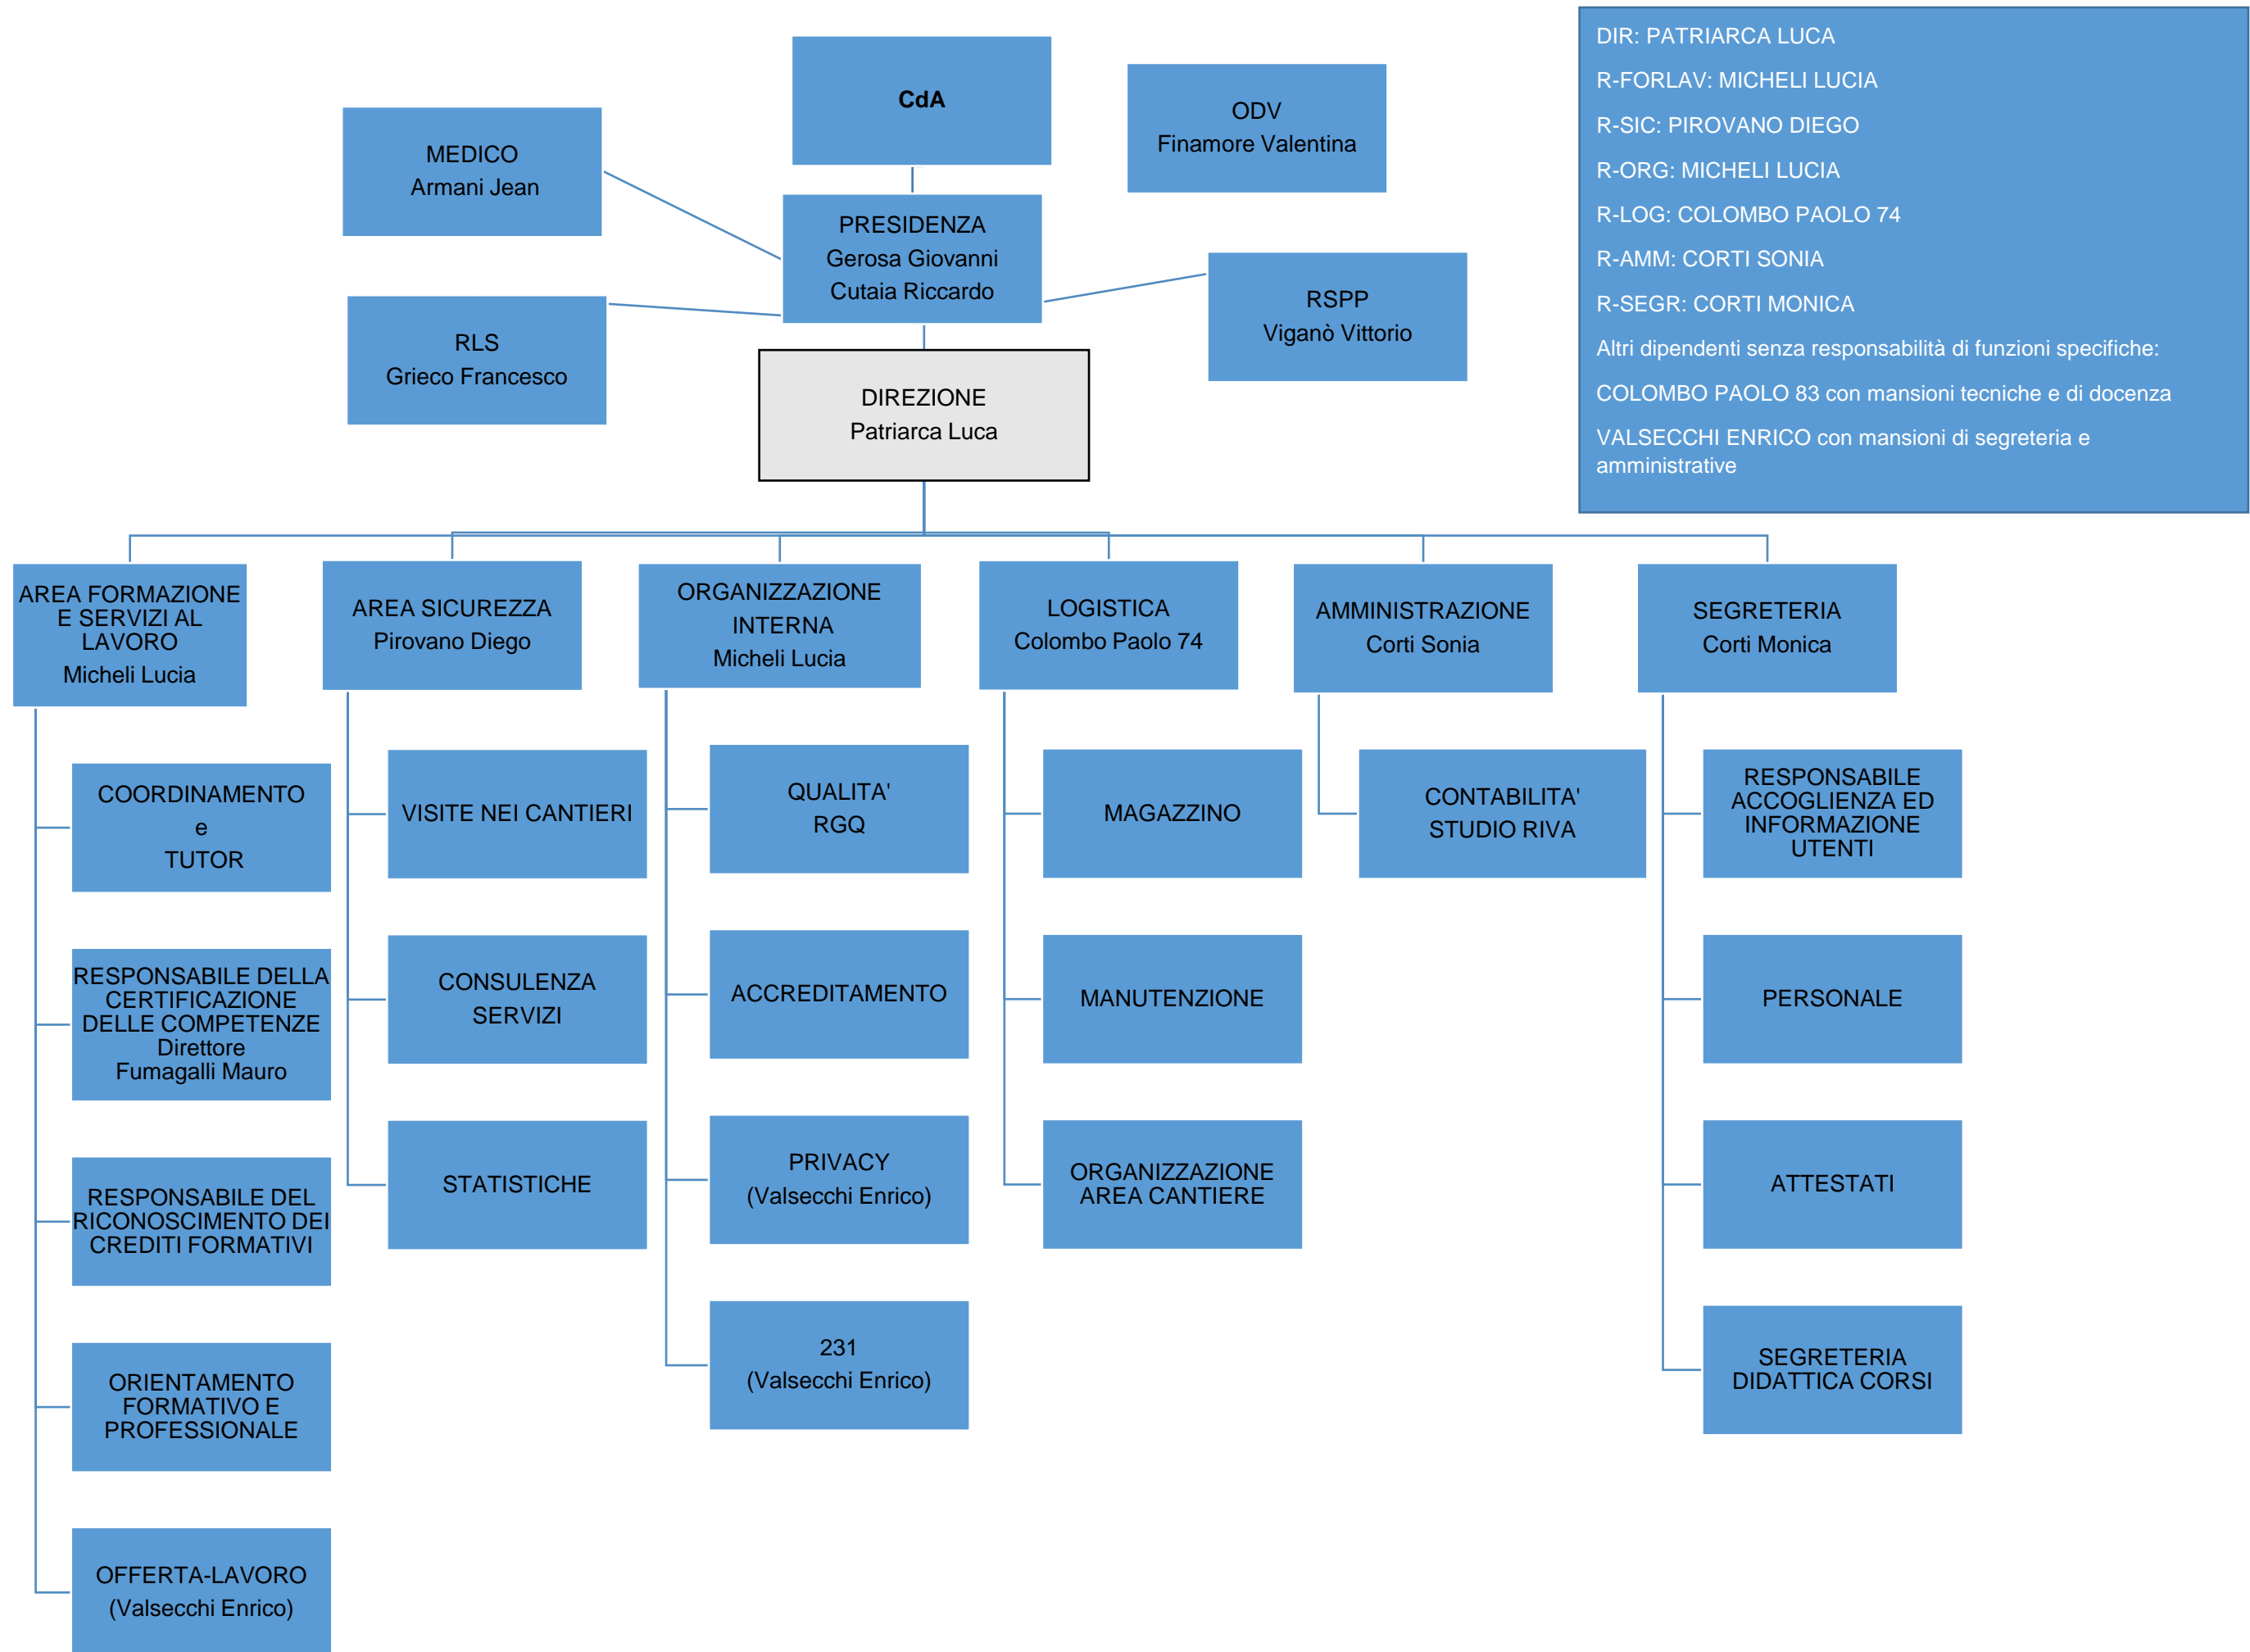 CdA
ODV
Finamore Valentina
MEDICO
Armani Jean
PRESIDENZA
Gerosa Giovanni
Cutaia Riccardo
RSPP
Viganò Vittorio
RLS
Grieco Francesco
DIREZIONE
Patriarca Luca
DIR: PATRIARCA LUCA
R-FORLAV: MICHELI LUCIA
R-SIC: PIROVANO DIEGO
R-ORG: MICHELI LUCIA
R-LOG: COLOMBO PAOLO 74
R-AMM: CORTI SONIA
R-SEGR: CORTI MONICA
Altri dipendenti senza responsabilità di funzioni specifiche:
COLOMBO PAOLO 83 con mansioni tecniche e di docenza
VALSECCHI ENRICO con mansioni di segreteria e
amministrative
AREA FORMAZIONE
E SERVIZI AL
LAVORO
Micheli Lucia
COORDINAMENTO
e
TUTOR
RESPONSABILE DELLA
CERTIFICAZIONE
DELLE COMPETENZE
Direttore
Fumagalli Mauro
RESPONSABILE DEL
RICONOSCIMENTO DEI
CREDITI FORMATIVI
ORIENTAMENTO
FORMATIVO E
PROFESSIONALE
OFFERTA-LAVORO
(Valsecchi Enrico)
AREA SICUREZZA
Pirovano Diego
VISITE NEI CANTIERI
CONSULENZA
SERVIZI
STATISTICHE
ORGANIZZAZIONE
INTERNA
Micheli Lucia
QUALITA'
RGQ
ACCREDITAMENTO
PRIVACY
(Valsecchi Enrico)
231
(Valsecchi Enrico)
LOGISTICA
Colombo Paolo 74
MAGAZZINO
MANUTENZIONE
ORGANIZZAZIONE
AREA CANTIERE
AMMINISTRAZIONE
Corti Sonia
CONTABILITA'
STUDIO RIVA
SEGRETERIA
Corti Monica
RESPONSABILE
ACCOGLIENZA ED
INFORMAZIONE
UTENTI
PERSONALE
ATTESTATI
SEGRETERIA
DIDATTICA CORSI